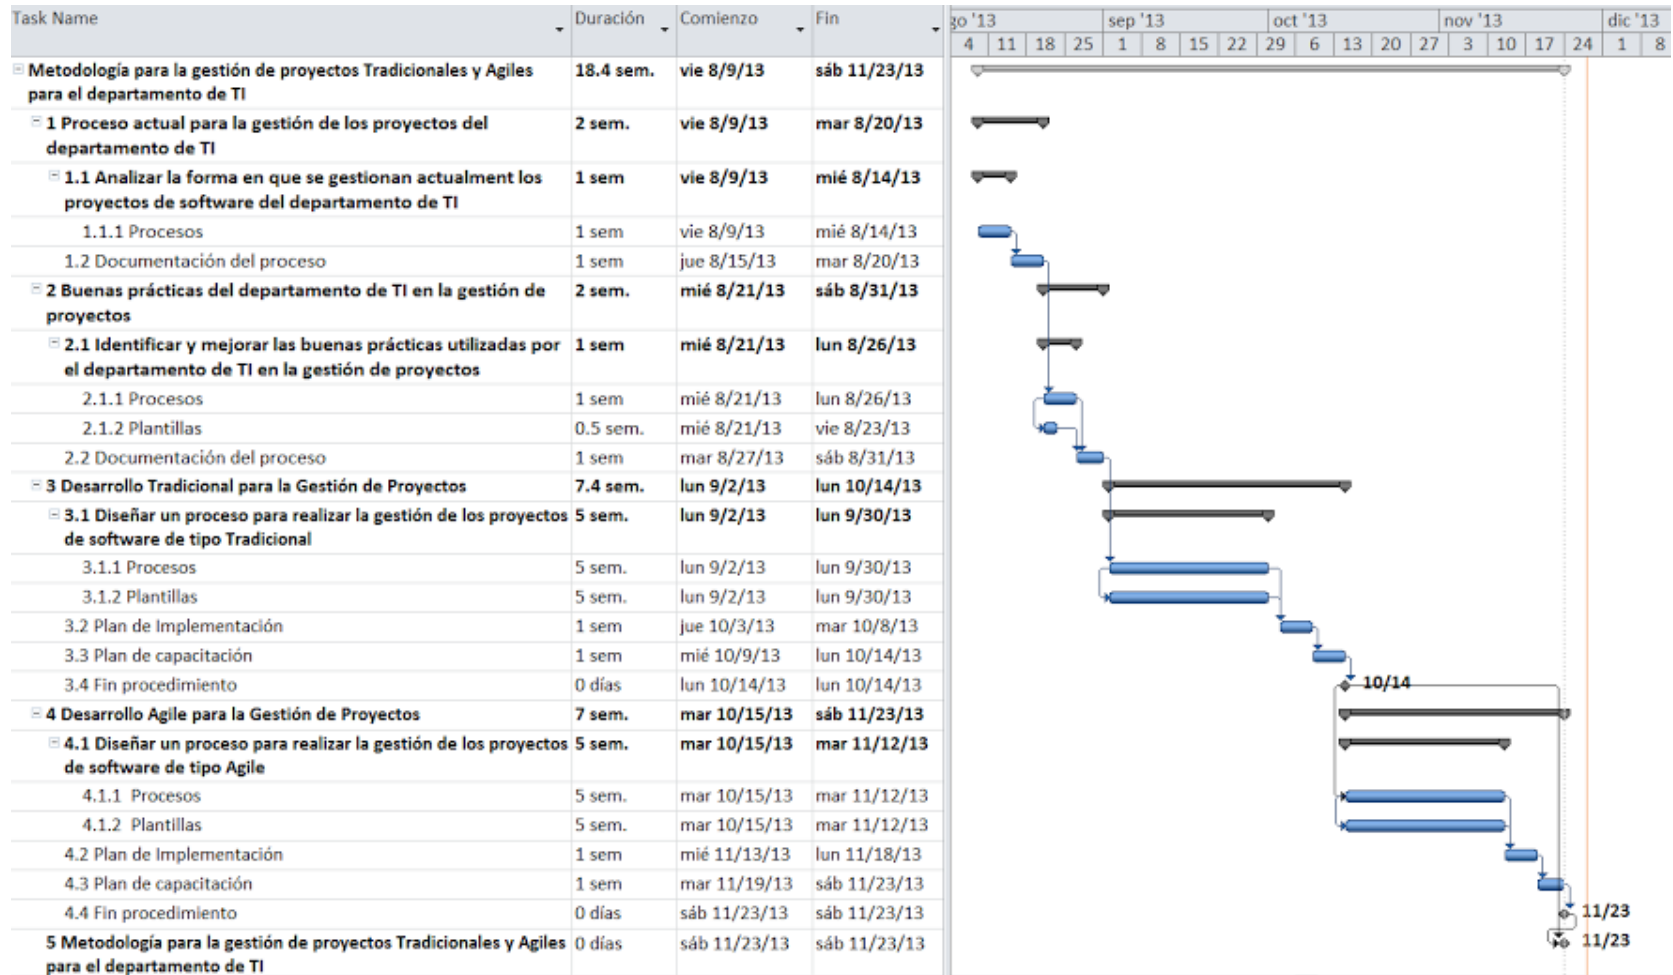 Task Name Duración Comienzo Fin
go '13 sep '13 oct '13 nov '13 dic '13
4 11 18 25 1 8 15 22 29 6 13 20 27 3 10 17 24 1 8
Metodología para la gestión de proyectos Tradicionales y Agiles 18.4 sem. vie 8/9/13 sáb 11/23/13
para el departamento de TI
1 Proceso actual para la gestión de los proyectos del 2 sem. vie 8/9/13 mar 8/20/13
departamento de TI
1.1 Analizar la forma en que se gestionan actualment los 1 sem vie 8/9/13 mié 8/14/13
proyectos de software del departamento de TI
1.1.1 Procesos 1 sem vie 8/9/13 mié 8/14/13
1.2 Documentación del proceso 1 sem jue 8/15/13 mar 8/20/13
2 Buenas prácticas del departamento de TI en la gestión de 2 sem. mié 8/21/13 sáb 8/31/13
proyectos
2.1 Identificar y mejorar las buenas prácticas utilizadas por 1 sem mié 8/21/13 lun 8/26/13
el departamento de TI en la gestión de proyectos
2.1.1 Procesos 1 sem mié 8/21/13 lun 8/26/13
2.1.2 Plantillas 0.5 sem. mié 8/21/13 vie 8/23/13
2.2 Documentación del proceso 1 sem mar 8/27/13 sáb 8/31/13
3 Desarrollo Tradicional para la Gestión de Proyectos 7.4 sem. lun 9/2/13 lun 10/14/13
3.1 Diseñar un proceso para realizar la gestión de los proyectos 5 sem. lun 9/2/13 lun 9/30/13
de software de tipo Tradicional
3.1.1 Procesos 5 sem. lun 9/2/13 lun 9/30/13
3.1.2 Plantillas 5 sem. lun 9/2/13 lun 9/30/13
3.2 Plan de Implementación 1 sem jue 10/3/13 mar 10/8/13
3.3 Plan de capacitación 1 sem mié 10/9/13 lun 10/14/13
3.4 Fin procedimiento 0 días lun 10/14/13 lun 10/14/13 10/14
4 Desarrollo Agile para la Gestión de Proyectos 7 sem. mar 10/15/13 sáb 11/23/13
4.1 Diseñar un proceso para realizar la gestión de los proyectos 5 sem. mar 10/15/13 mar 11/12/13
de software de tipo Agile
4.1.1 Procesos 5 sem. mar 10/15/13 mar 11/12/13
4.1.2 Plantillas 5 sem. mar 10/15/13 mar 11/12/13
4.2 Plan de Implementación 1 sem mié 11/13/13 lun 11/18/13
4.3 Plan de capacitación 1 sem mar 11/19/13 sáb 11/23/13
4.4 Fin procedimiento 0 días sáb 11/23/13 sáb 11/23/13 11/23
5 Metodología para la gestión de proyectos Tradicionales y Agiles 0 días sáb 11/23/13 sáb 11/23/13 11/23
para el departamento de TI